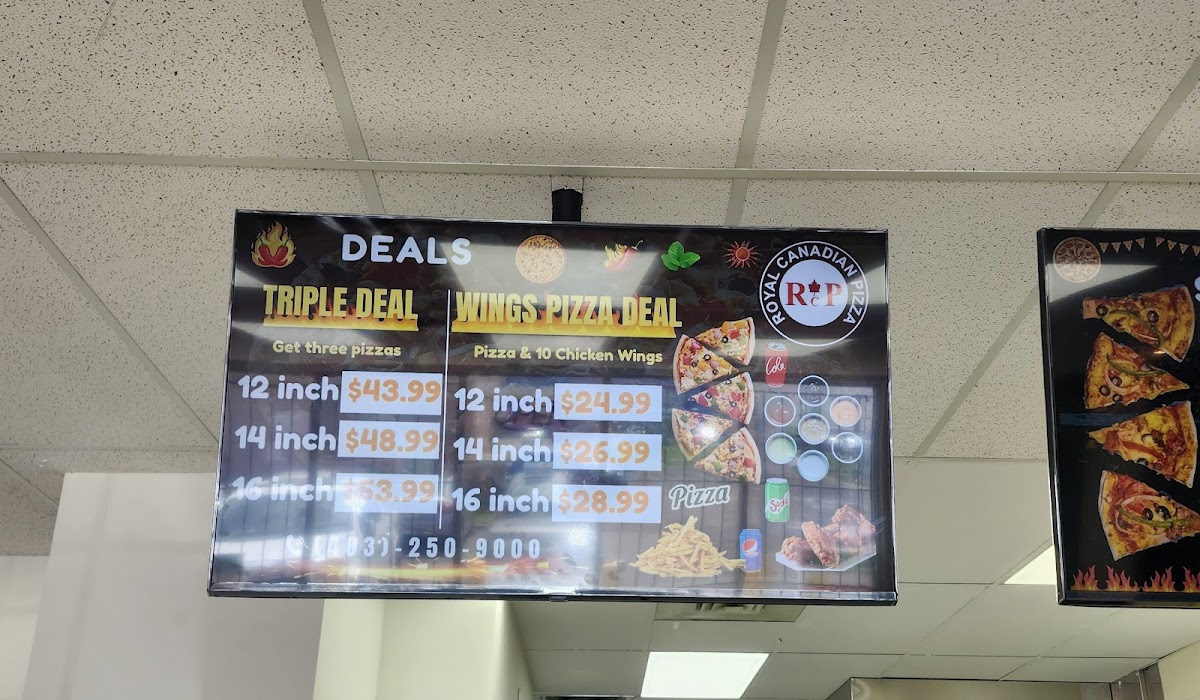 DEALS
ROYAL CANADIAN PIZZA
RCP
TRIPLE DEAL
Get three pizzas
12 inch $43.99
14 inch $48.99
16 inch $53.99
WINGS PIZZA DEAL
Pizza & 10 Chicken Wings
12 inch $24.99
14 inch $26.99
16 inch $28.99
Cola
Pizza
Soda
(403)-250-9000